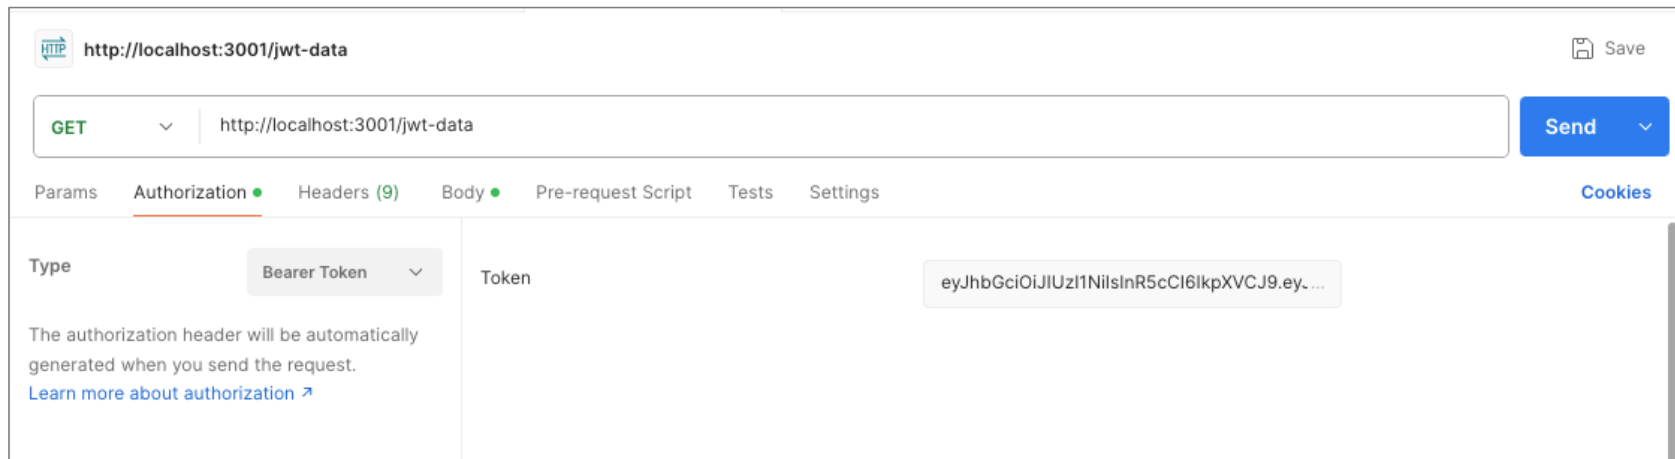 HTTP http://localhost:3001/jwt-data Save
GET http://localhost:3001/jwt-data Send
Params Authorization Headers (9) Body Pre-request Script Tests Settings Cookies
Type Bearer Token Token eyJhbGciOiJIUzI1NiIsInR5cCI6IkpXVCJ9.eyJ...
The authorization header will be automatically
generated when you send the request.
Learn more about authorization ↗